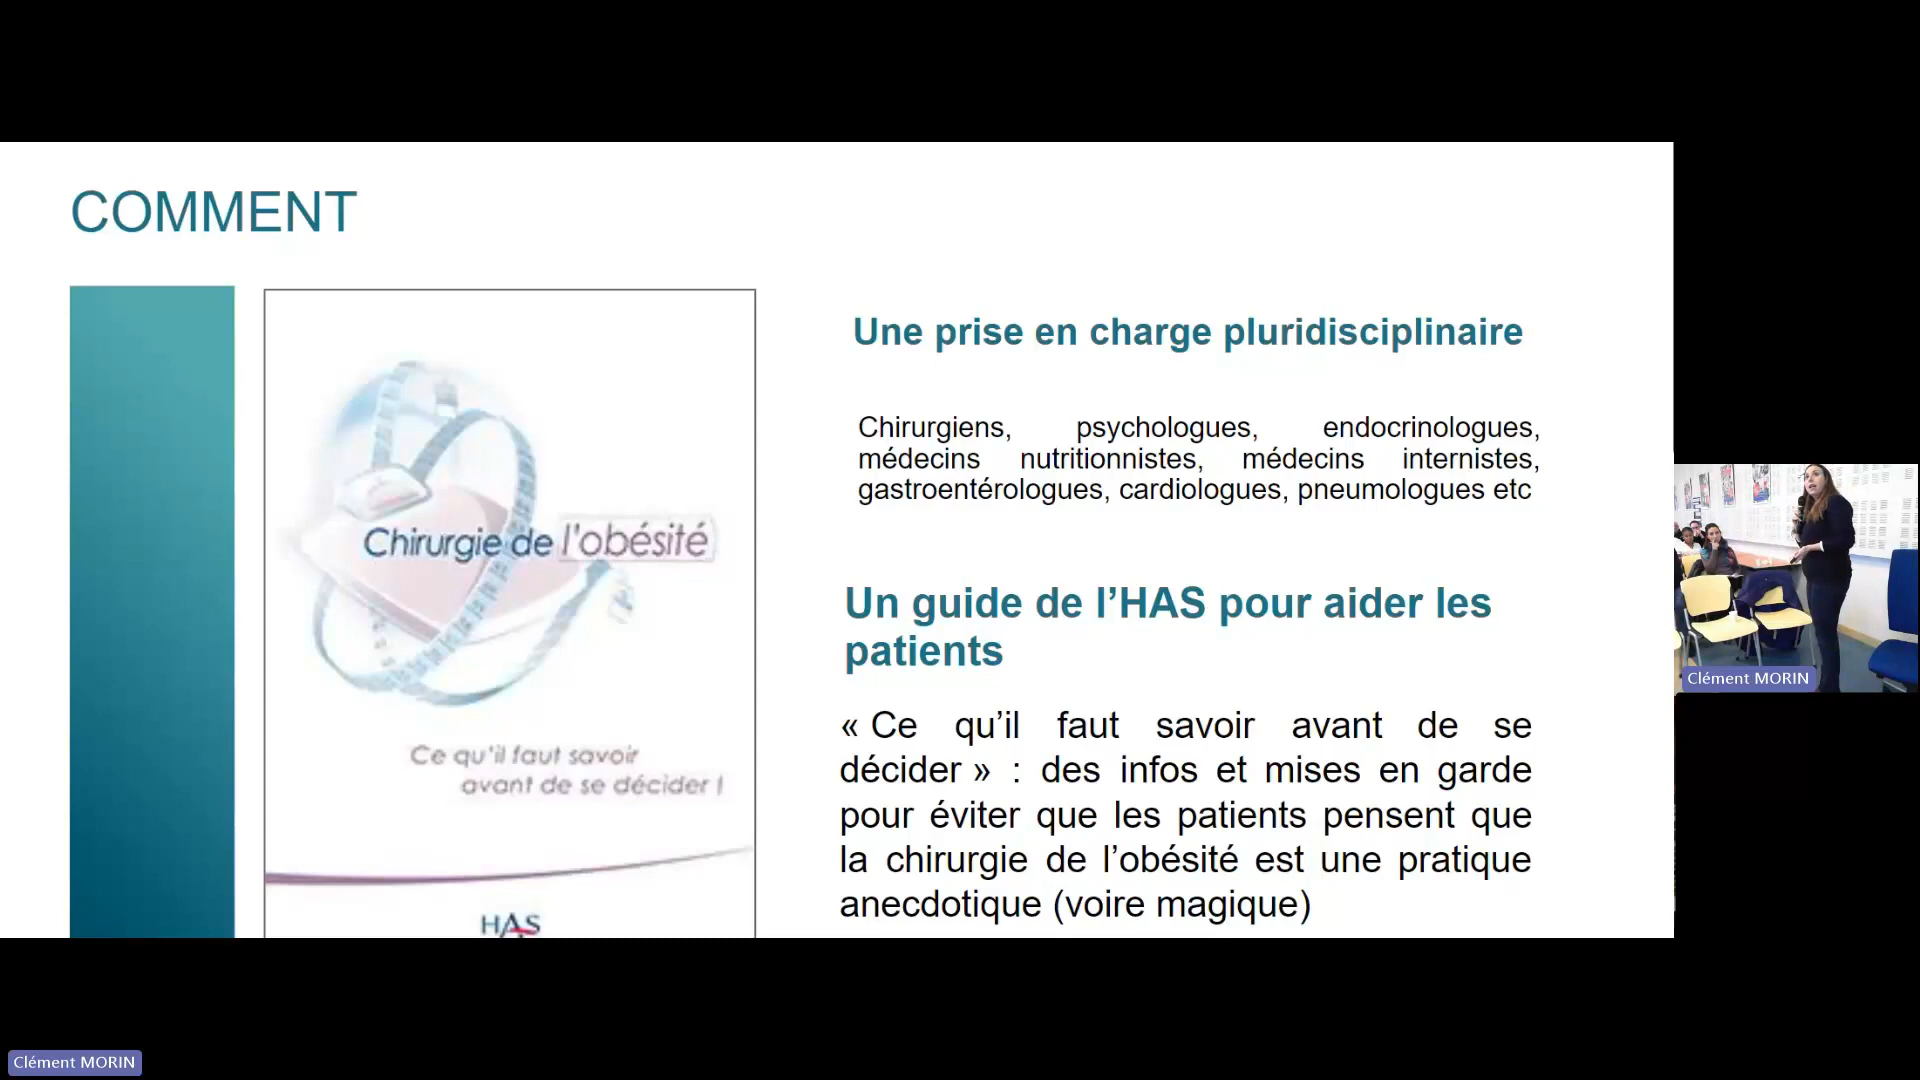 COMMENT
Chirurgie de l'obésité
Ce qu'il faut savoir
avant de se décider !
HAS
Une prise en charge pluridisciplinaire
Chirurgiens, psychologues, endocrinologues,
médecins nutritionnistes, médecins internistes,
gastroentérologues, cardiologues, pneumologues etc
Un guide de l’HAS pour aider les
patients
« Ce qu’il faut savoir avant de se
décider » : des infos et mises en garde
pour éviter que les patients pensent que
la chirurgie de l’obésité est une pratique
anecdotique (voire magique)
Clément MORIN
Clément MORIN